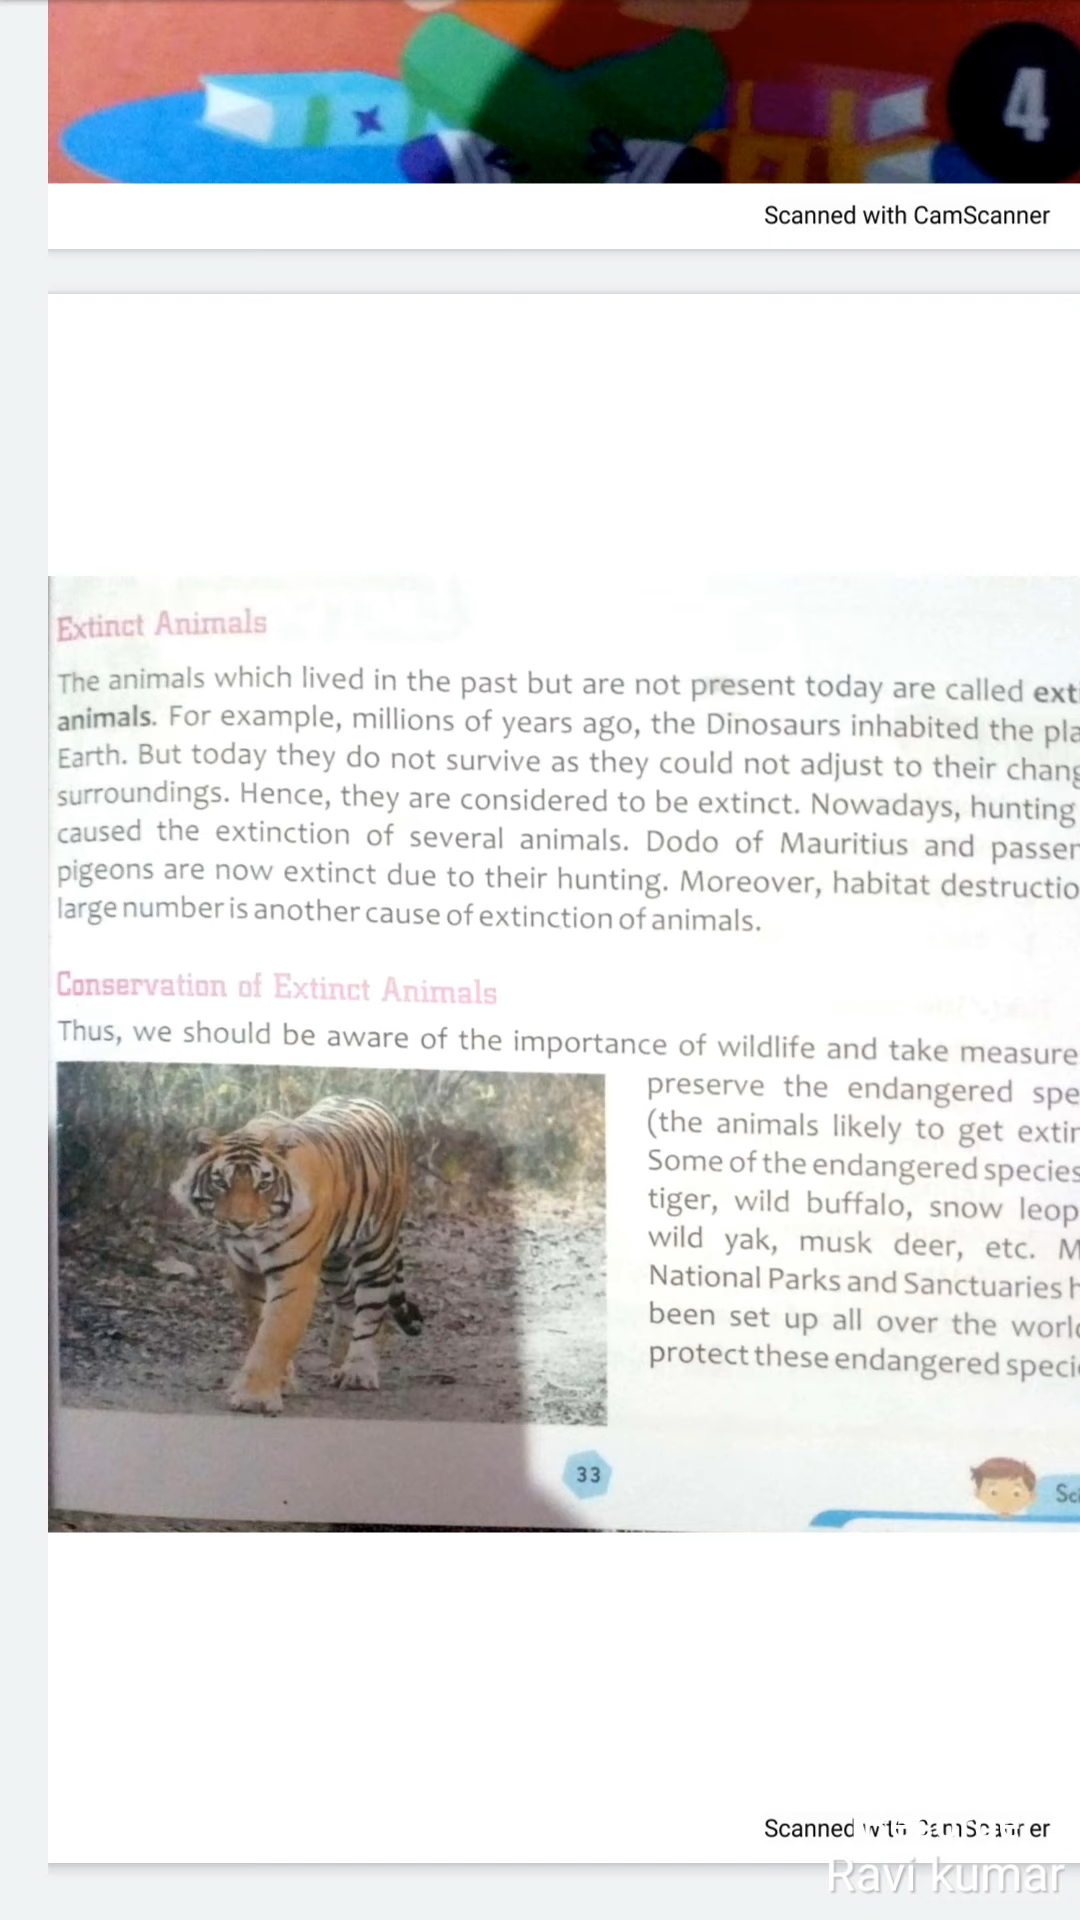 4
Scanned with CamScanner
Extinct Animals
The animals which lived in the past but are not present today are called ext
animals. For example, millions of years ago, the Dinosaurs inhabited the pla
Earth. But today they do not survive as they could not adjust to their chang
surroundings. Hence, they are considered to be extinct. Nowadays, hunting
caused the extinction of several animals. Dodo of Mauritius and passen
pigeons are now extinct due to their hunting. Moreover, habitat destructio
large number is another cause of extinction of animals.
Conservation of Extinct Animals
Thus, we should be aware of the importance of wildlife and take measure
preserve the endangered spe
(the animals likely to get extin
Some of the endangered species
tiger, wild buffalo, snow leop
wild yak, musk deer, etc. M
National Parks and Sanctuaries h
been set up all over the world
protect these endangered specie
33
Sci
Scanned with CamScanner
Ravi kumar